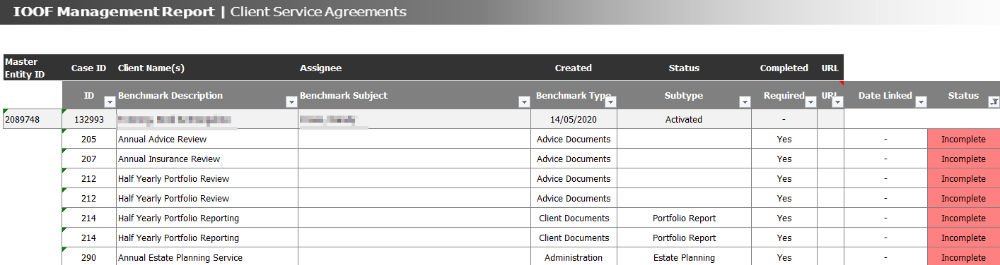 IOOF Management Report | Client Service Agreements
Master Entity ID Case ID Client Name(s) Assignee Created Status Completed URL
ID Benchmark Description Benchmark Subject Benchmark Type Subtype Required URL Date Linked Status
2089748 132993 14/05/2020 Activated -
205 Annual Advice Review Advice Documents Yes - Incomplete
207 Annual Insurance Review Advice Documents Yes - Incomplete
212 Half Yearly Portfolio Review Advice Documents Yes - Incomplete
212 Half Yearly Portfolio Review Advice Documents Yes - Incomplete
214 Half Yearly Portfolio Reporting Client Documents Portfolio Report Yes - Incomplete
214 Half Yearly Portfolio Reporting Client Documents Portfolio Report Yes - Incomplete
290 Annual Estate Planning Service Administration Estate Planning Yes - Incomplete